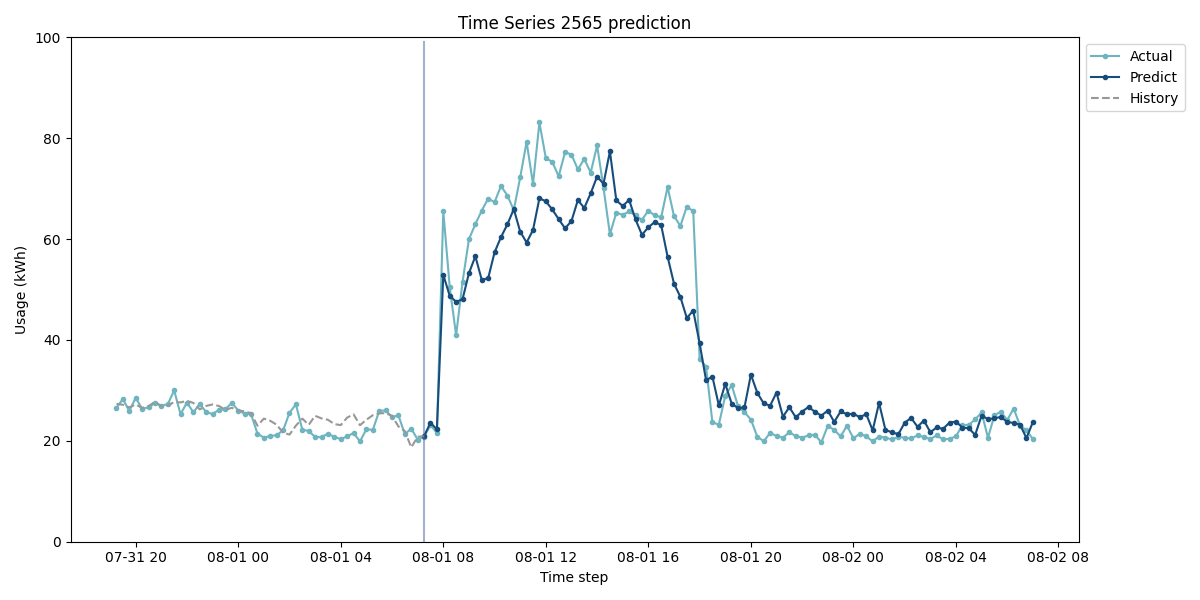 Time Series 2565 prediction
100
80
60
40
20
0
Usage (kWh)
07-31 20
08-01 00
08-01 04
08-01 08
08-01 12
08-01 16
08-01 20
08-02 00
08-02 04
08-02 08
Time step
Actual
Predict
History